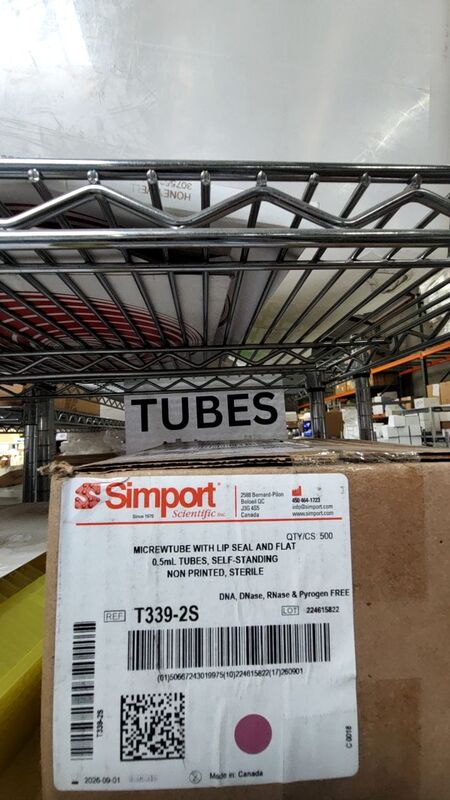 HONEYWELL
TUBES
Simport
Scientific Inc.
Since 1976
2588 Bernard-Pilon
Beloeil QC
J3G 4S5
Canada
450 464-1723
info@simport.com
www.simport.com
QTY/CS 500
MICREWTUBE WITH LIP SEAL AND FLAT
0.5mL TUBES, SELF-STANDING
NON PRINTED, STERILE
DNA, DNase, RNase & Pyrogen FREE
REF T339-2S
LOT 224615822
(01)50667243019975(10)224615822(17)260901
T339-2S
2026-09-01
2
Made in Canada
C 0018